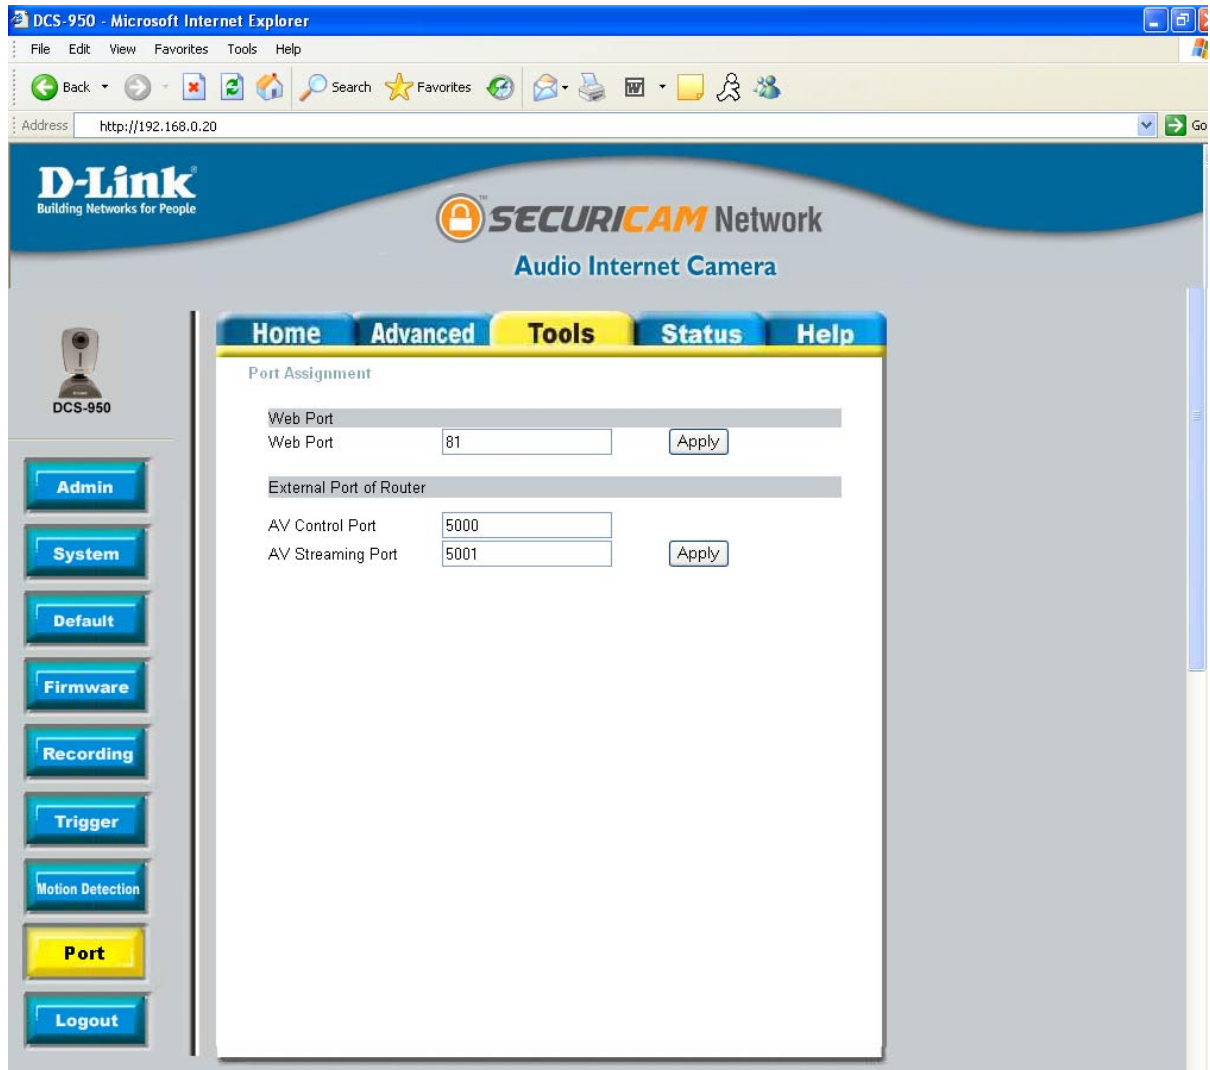 DCS-950 - Microsoft Internet Explorer
File Edit View Favorites Tools Help
Back Search Favorites
Address http://192.168.0.20 Go
D-Link
Building Networks for People
SECURICAM Network
™
Audio Internet Camera
DCS-950
Home Advanced Tools Status Help
Port Assignment
Web Port
Web Port 81 Apply
External Port of Router
AV Control Port 5000
AV Streaming Port 5001 Apply
Admin
System
Default
Firmware
Recording
Trigger
Motion Detection
Port
Logout